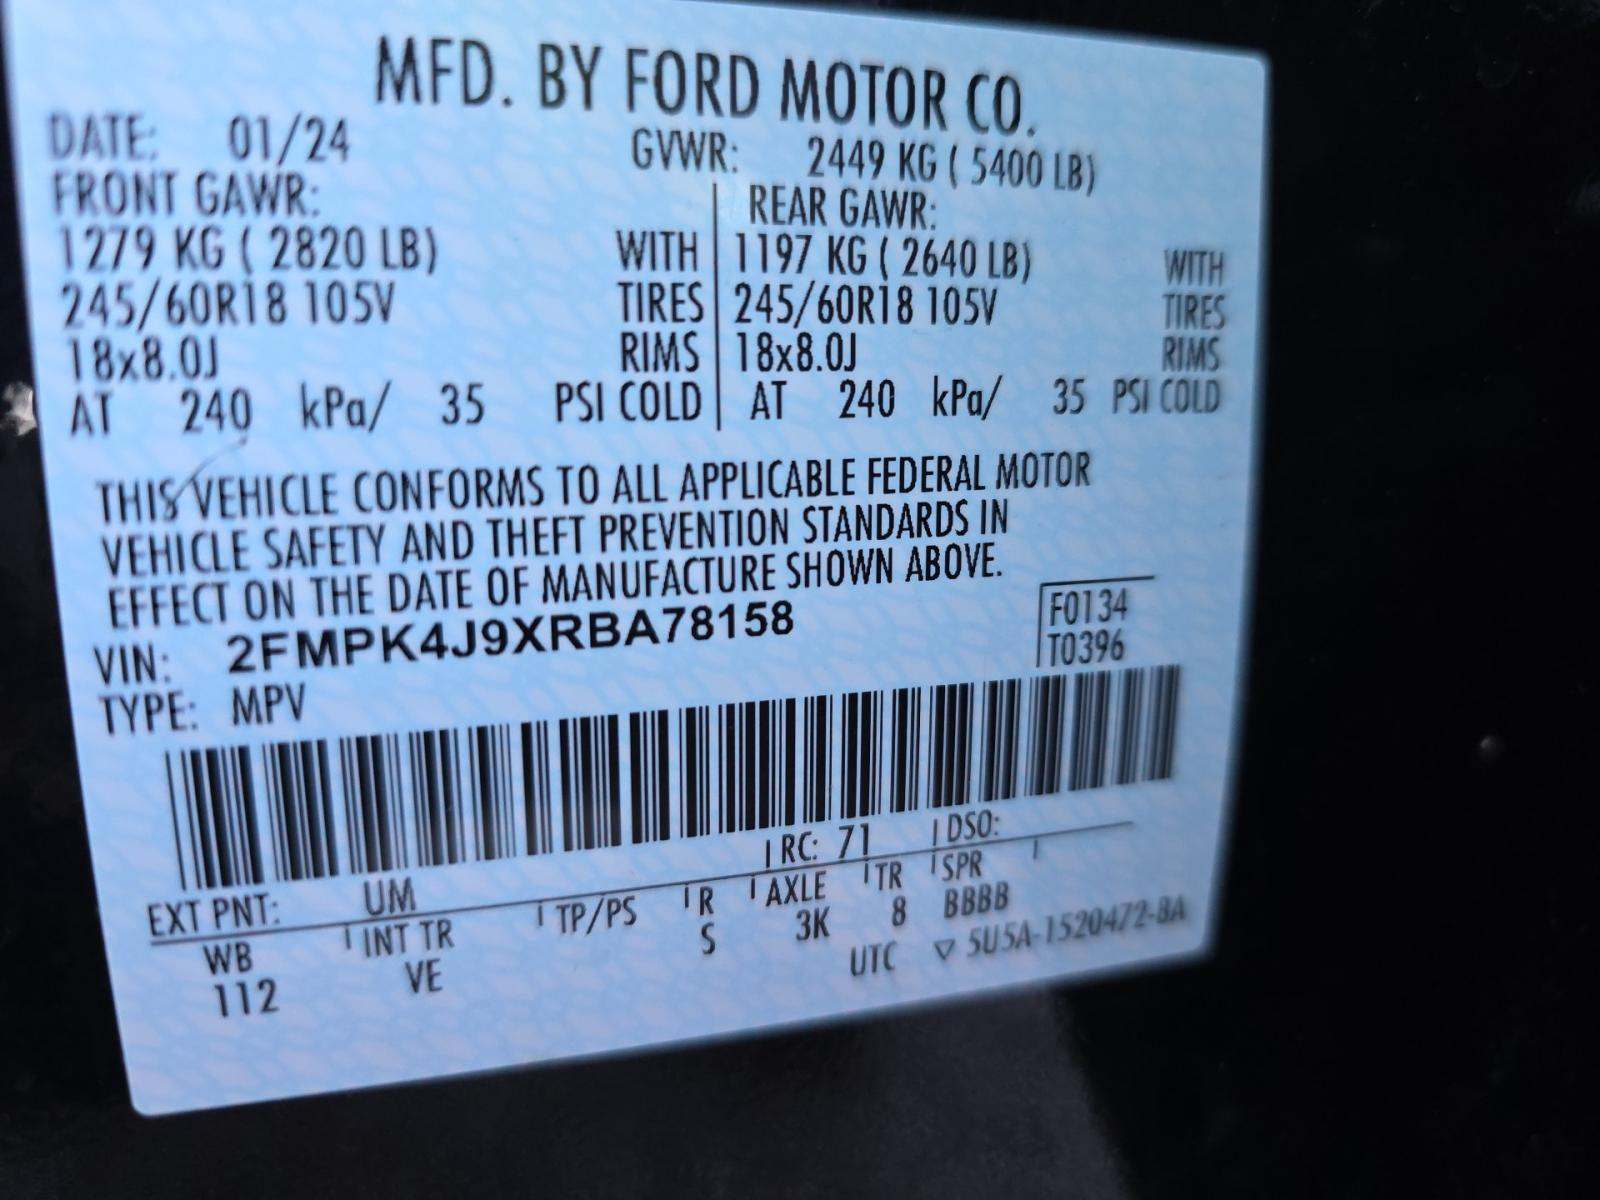 MFD. BY FORD MOTOR CO.
DATE: 01/24 GVWR: 2449 KG ( 5400 LB)
FRONT GAWR: REAR GAWR:
1279 KG ( 2820 LB) WITH 1197 KG ( 2640 LB) WITH
245/60R18 105V TIRES 245/60R18 105V TIRES
18x8.0J RIMS 18x8.0J RIMS
AT 240 kPa/ 35 PSI COLD AT 240 kPa/ 35 PSI COLD
THIS VEHICLE CONFORMS TO ALL APPLICABLE FEDERAL MOTOR
VEHICLE SAFETY AND THEFT PREVENTION STANDARDS IN
EFFECT ON THE DATE OF MANUFACTURE SHOWN ABOVE.
VIN: 2FMPK4J9XRBA78158 F0134
TYPE: MPV T0396
EXT PNT: UM RC: 71 DSO:
WB INT TR TP/PS R AXLE TR SPR
112 VE S 3K 8 BBBB
UTC ▽ 5U5A-1520472-BA